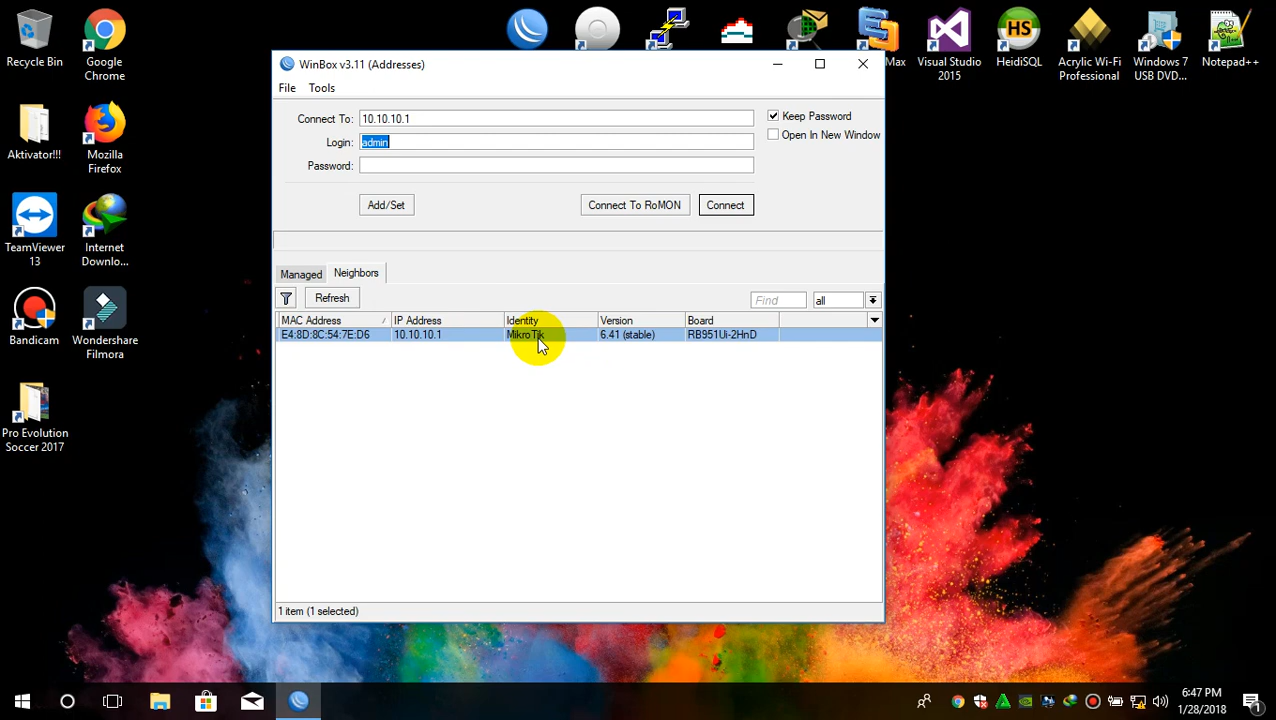 Recycle Bin
Google
Chrome
Max
Visual Studio
2015
HeidiSQL
Acrylic Wi-Fi
Professional
Windows 7
USB DVD...
Notepad++
HS
WinBox v3.11 (Addresses)
File Tools
Connect To: 10.10.10.1
Keep Password
Login: admin
Open In New Window
Password:
Add/Set
Connect To RoMON
Connect
Managed
Neighbors
Refresh
Find
all
MAC Address / IP Address Identity Version Board
E4:8D:8C:54:7E:D6 10.10.10.1 MikroTik 6.41 (stable) RB951Ui-2HnD
1 item (1 selected)
Aktivator!!!
Mozilla
Firefox
TeamViewer
13
Internet
Downlo...
Bandicam
Wondershare
Filmora
Pro Evolution
Soccer 2017
6:47 PM
1/28/2018
1